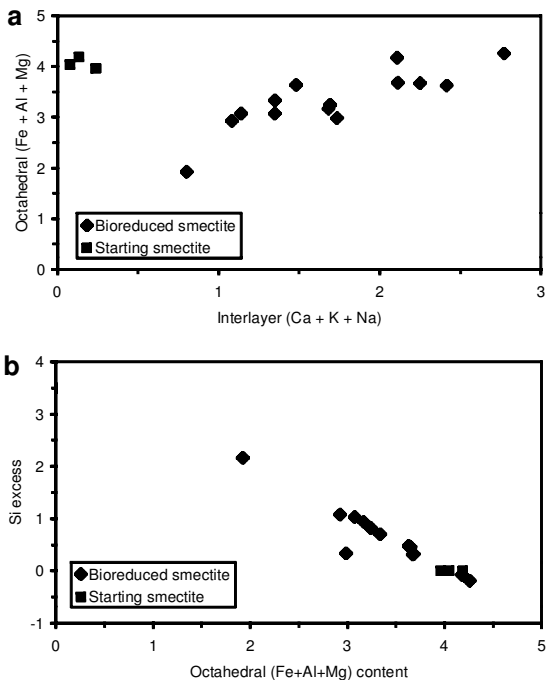 a
5
4
3
2
1
0
Octahedral (Fe + Al + Mg)
Bioreduced smectite
Starting smectite
0 1 2 3
Interlayer (Ca + K + Na)
b
4
3
2
1
0
-1
Si excess
Bioreduced smectite
Starting smectite
0 1 2 3 4 5
Octahedral (Fe+Al+Mg) content